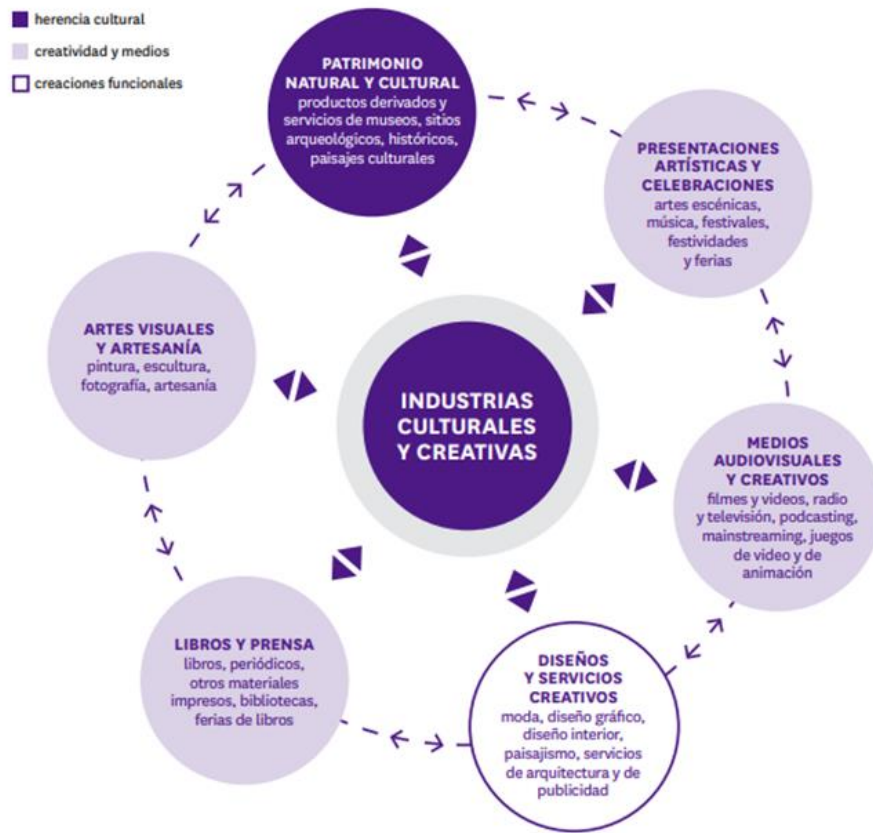 herencia cultural
creatividad y medios
creaciones funcionales
PATRIMONIO
NATURAL Y CULTURAL
productos derivados y
servicios de museos, sitios
arqueológicos, históricos,
paisajes culturales
PRESENTACIONES
ARTÍSTICAS Y
CELEBRACIONES
artes escénicas,
música, festivales,
festividades
y ferias
ARTES VISUALES
Y ARTESANÍA
pintura, escultura,
fotografía, artesanía
INDUSTRIAS
CULTURALES
Y CREATIVAS
MEDIOS
AUDIOVISUALES
Y CREATIVOS
filmes y videos, radio
y televisión, podcasting,
mainstreaming, juegos
de video y de
animación
LIBROS Y PRENSA
libros, periódicos,
otros materiales
impresos, bibliotecas,
ferias de libros
DISEÑOS
Y SERVICIOS
CREATIVOS
moda, diseño gráfico,
diseño interior,
paisajismo, servicios
de arquitectura y de
publicidad